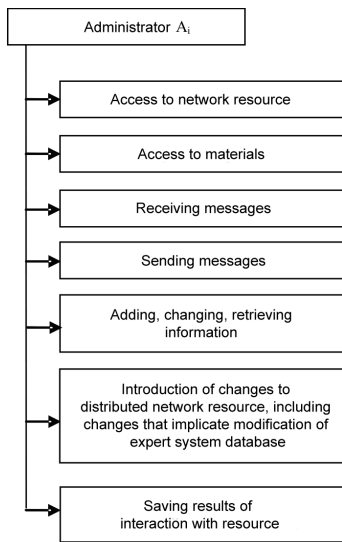 Administrator Ai
Access to network resource
Access to materials
Receiving messages
Sending messages
Adding, changing, retrieving
information
Introduction of changes to
distributed network resource, including
changes that implicate modification of
expert system database
Saving results of
interaction with resource